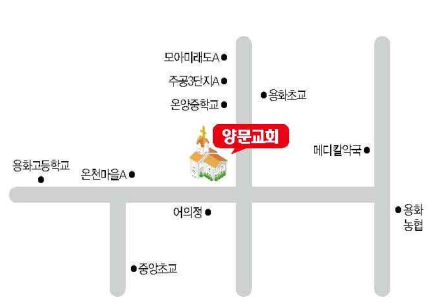 모아미래도A
주공3단지A
온양중학교
용화초교
양문교회
메디칼약국
용화고등학교
온천마을A
어의정
용화
농협
중앙초교